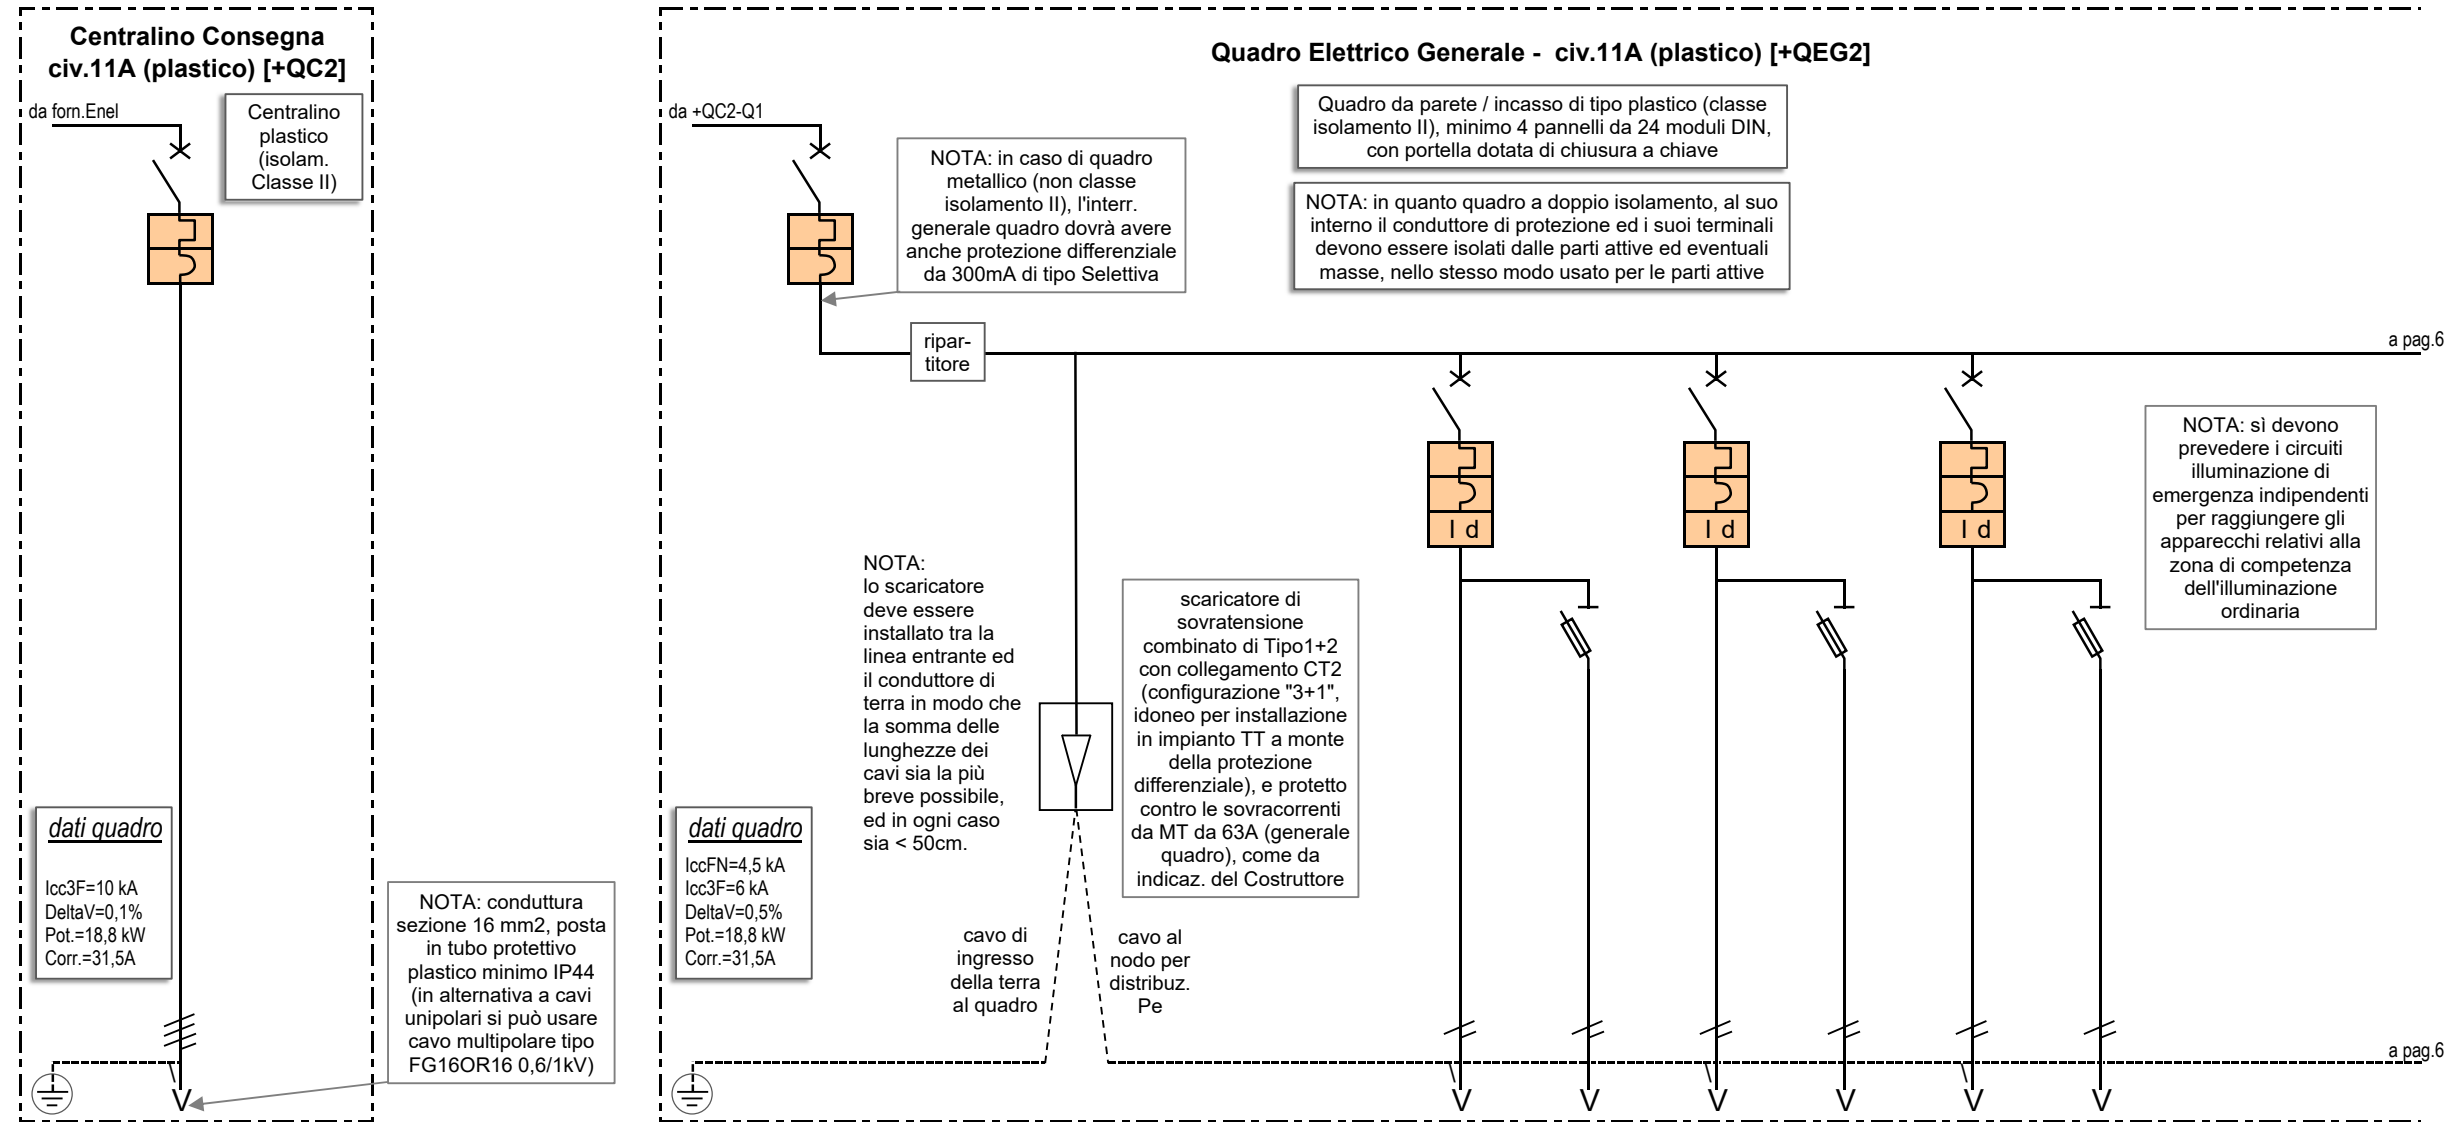 Centralino Consegna
civ.11A (plastico) [+QC2]
da forn.Enel
Centralino
plastico
(isolam.
Classe II)
dati quadro
Icc3F=10 kA
DeltaV=0,1%
Pot.=18,8 kW
Corr.=31,5A
V
NOTA: conduttura
sezione 16 mm2, posta
in tubo protettivo
plastico minimo IP44
(in alternativa a cavi
unipolari si può usare
cavo multipolare tipo
FG16OR16 0,6/1kV)
Quadro Elettrico Generale -  civ.11A (plastico) [+QEG2]
da +QC2-Q1
NOTA: in caso di quadro
metallico (non classe
isolamento II), l'interr.
generale quadro dovrà avere
anche protezione differenziale
da 300mA di tipo Selettiva
Quadro da parete / incasso di tipo plastico (classe
isolamento II), minimo 4 pannelli da 24 moduli DIN,
con portella dotata di chiusura a chiave
NOTA: in quanto quadro a doppio isolamento, al suo
interno il conduttore di protezione ed i suoi terminali
devono essere isolati dalle parti attive ed eventuali
masse, nello stesso modo usato per le parti attive
ripar-
titore
a pag.6
I d
I d
I d
NOTA: sì devono
prevedere i circuiti
illuminazione di
emergenza indipendenti
per raggiungere gli
apparecchi relativi alla
zona di competenza
dell'illuminazione
ordinaria
NOTA:
lo scaricatore
deve essere
installato tra la
linea entrante ed
il conduttore di
terra in modo che
la somma delle
lunghezze dei
cavi sia la più
breve possibile,
ed in ogni caso
sia < 50cm.
scaricatore di
sovratensione
combinato di Tipo1+2
con collegamento CT2
(configurazione "3+1",
idoneo per installazione
in impianto TT a monte
della protezione
differenziale), e protetto
contro le sovracorrenti
da MT da 63A (generale
quadro), come da
indicaz. del Costruttore
dati quadro
IccFN=4,5 kA
Icc3F=6 kA
DeltaV=0,5%
Pot.=18,8 kW
Corr.=31,5A
cavo di
ingresso
della terra
al quadro
cavo al
nodo per
distribuz.
Pe
a pag.6
V
V
V
V
V
V